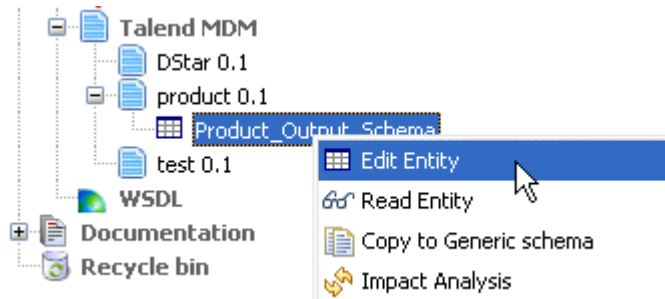 Talend MDM
DStar 0.1
product 0.1
Product_Output_Schema
Edit Entity
test 0.1
Read Entity
WSDL
Copy to Generic schema
Documentation
Impact Analysis
Recycle bin